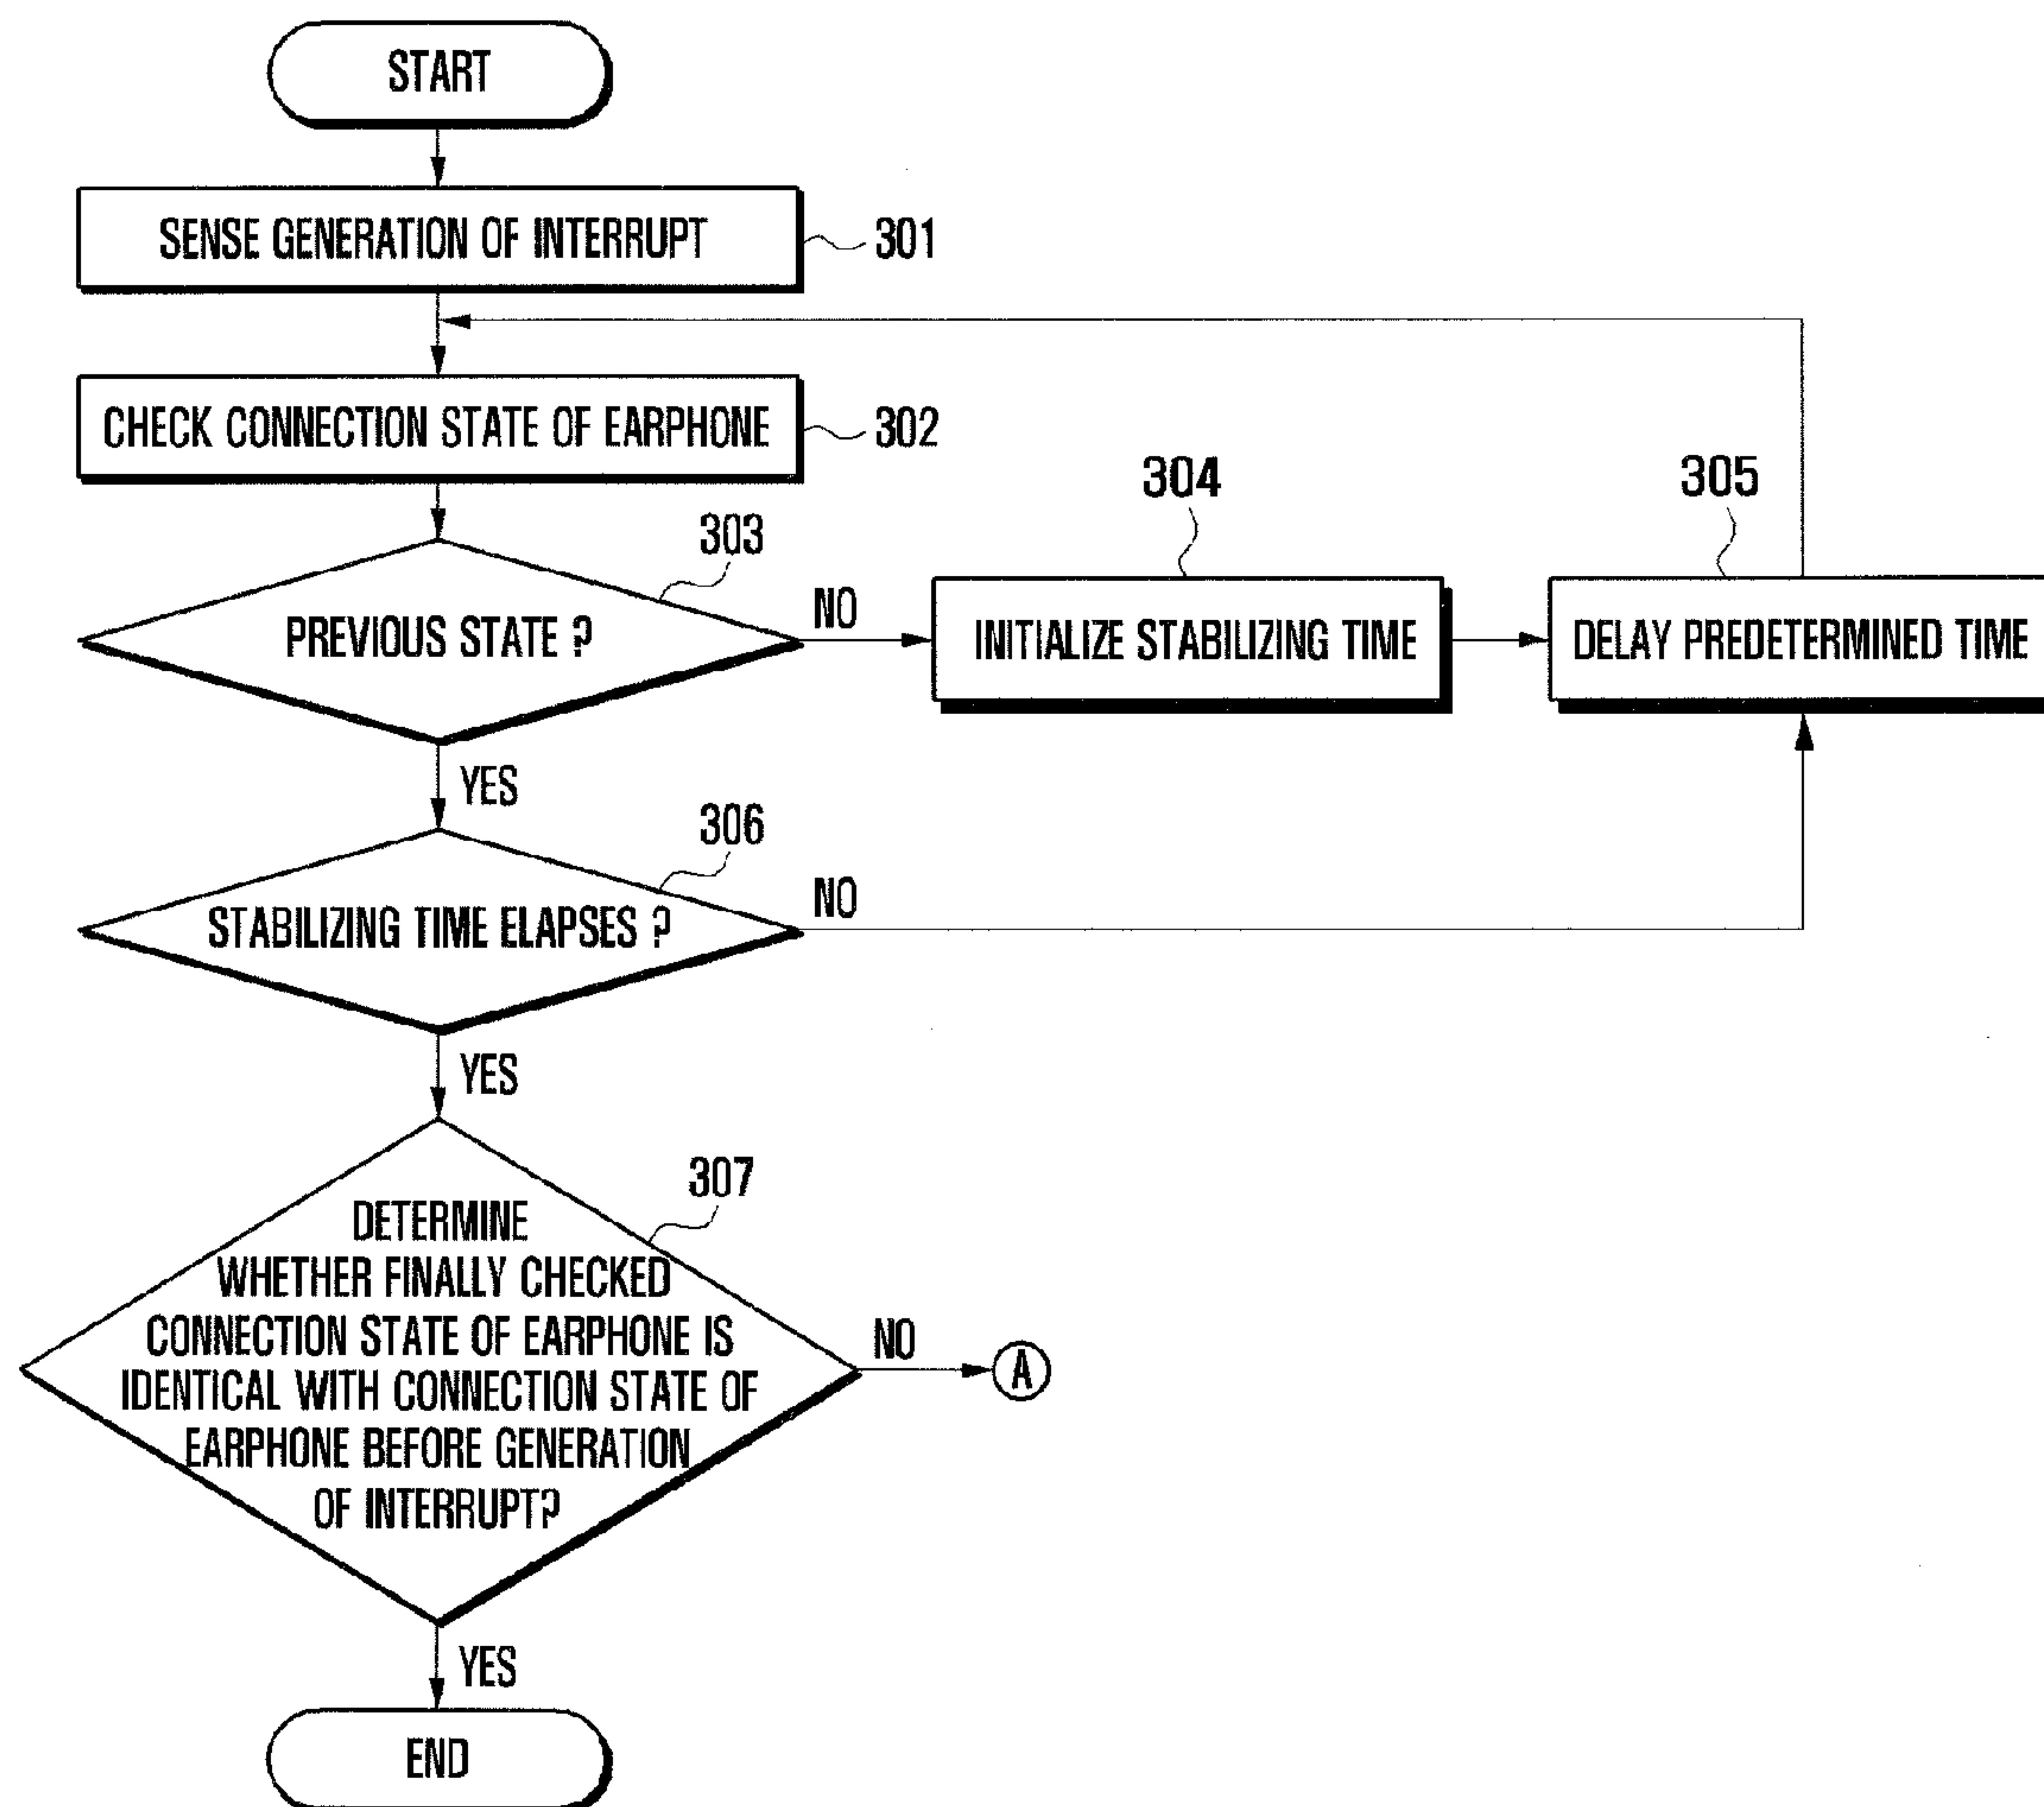 START
SENSE GENERATION OF INTERRUPT
301
CHECK CONNECTION STATE OF EARPHONE
302
303
PREVIOUS STATE ?
NO
304
INITIALIZE STABILIZING TIME
305
DELAY PREDETERMINED TIME
YES
306
STABILIZING TIME ELAPSES ?
NO
YES
307
DETERMINE
WHETHER FINALLY CHECKED
CONNECTION STATE OF EARPHONE IS
IDENTICAL WITH CONNECTION STATE OF
EARPHONE BEFORE GENERATION
OF INTERRUPT?
NO
A
YES
END